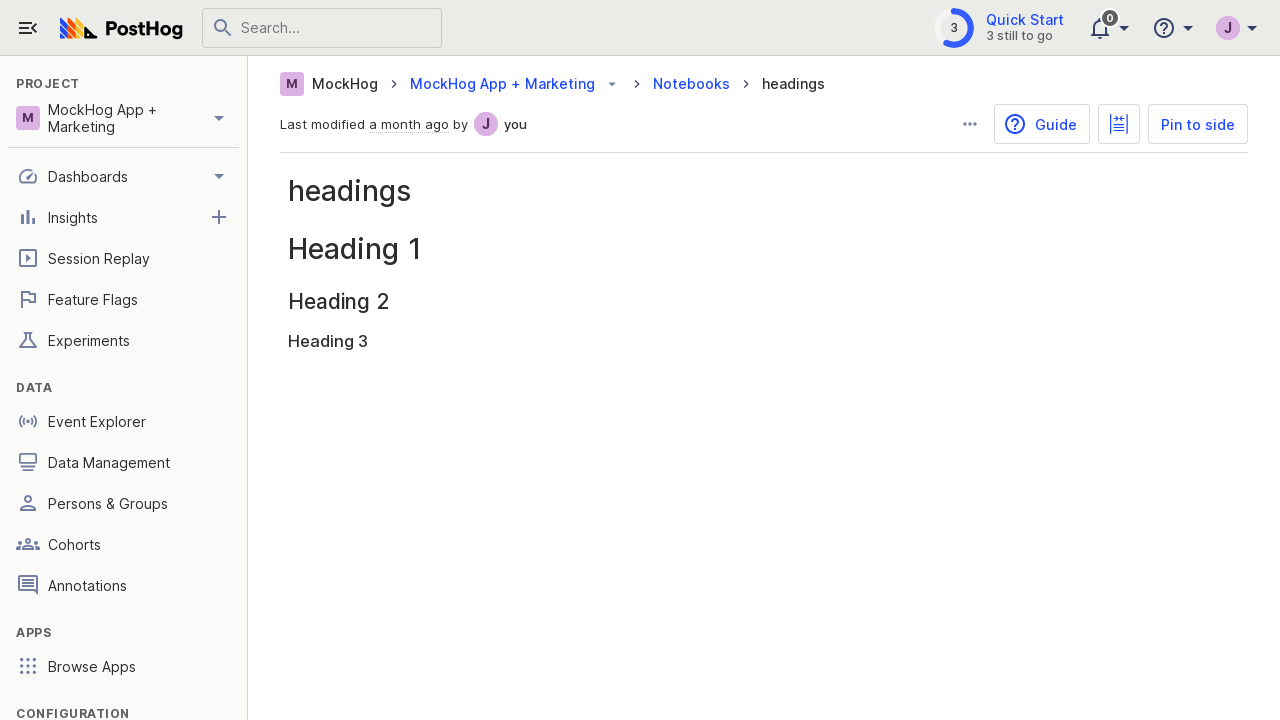 PostHog
Search...
3
Quick Start
3 still to go
0
J
PROJECT
M
MockHog App +
Marketing
Dashboards
Insights
Session Replay
Feature Flags
Experiments
DATA
Event Explorer
Data Management
Persons & Groups
Cohorts
Annotations
APPS
Browse Apps
CONFIGURATION
M MockHog > MockHog App + Marketing > Notebooks > headings
Last modified a month ago by J you
Guide
Pin to side
headings
Heading 1
Heading 2
Heading 3